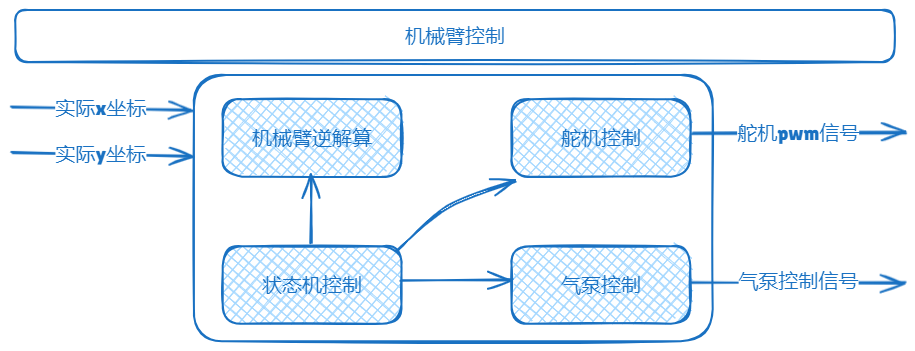 机械臂控制
实际x坐标
实际y坐标
机械臂逆解算
舵机控制
舵机pwm信号
状态机控制
气泵控制
气泵控制信号